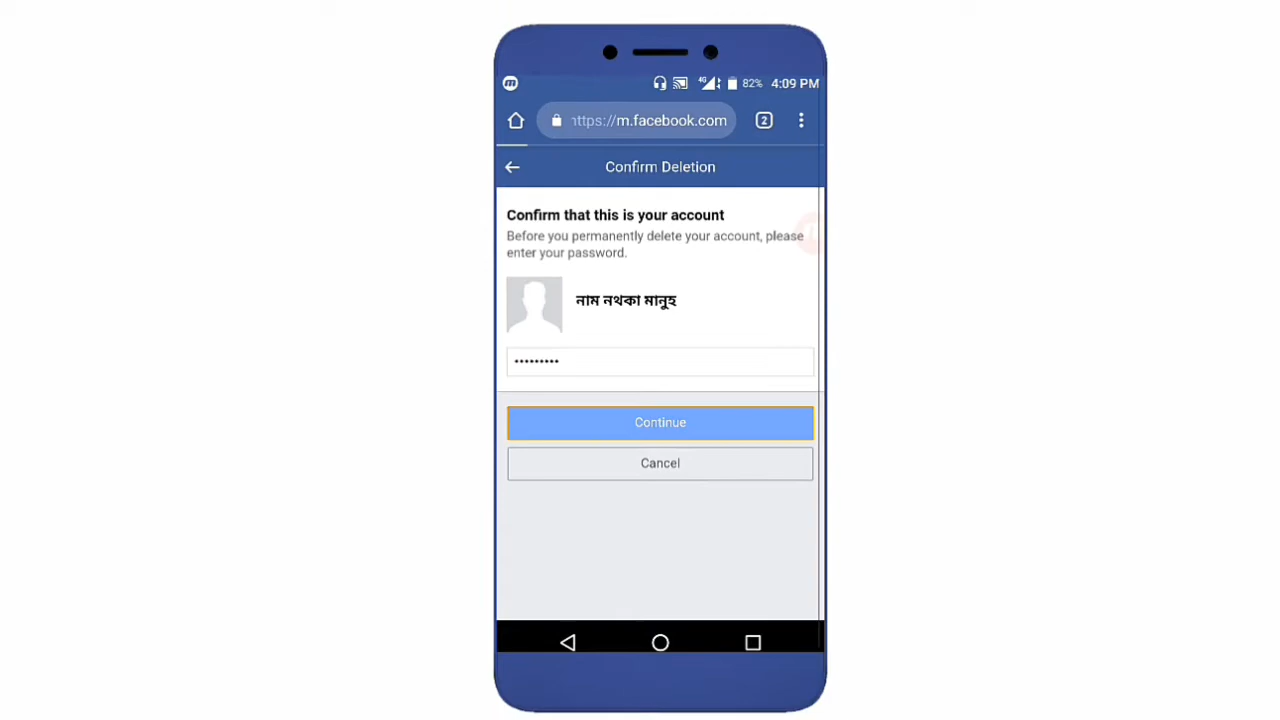 82% 4:09 PM
https://m.facebook.com 2
Confirm Deletion
Confirm that this is your account
Before you permanently delete your account, please
enter your password.
নাম নথকা মানুহ
•••••••••
Continue
Cancel